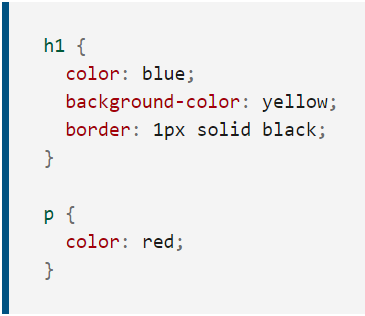 h1 {
  color: blue;
  background-color: yellow;
  border: 1px solid black;
}

p {
  color: red;
}